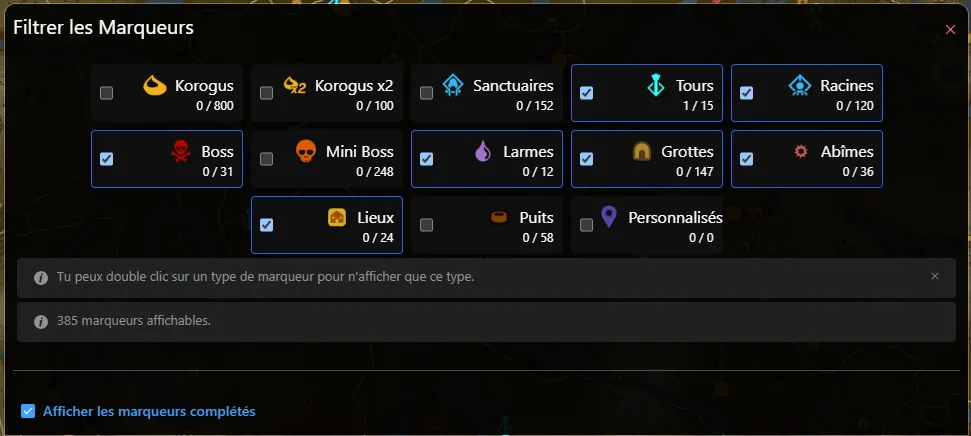 Filtrer les Marqueurs
Korogus
0 / 800
x2
Korogus x2
0 / 100
Sanctuaires
0 / 152
Tours
1 / 15
Racines
0 / 120
Boss
0 / 31
Mini Boss
0 / 248
Larmes
0 / 12
Grottes
0 / 147
Abîmes
0 / 36
Lieux
0 / 24
Puits
0 / 58
Personnalisés
0 / 0
Tu peux double clic sur un type de marqueur pour n'afficher que ce type.
385 marqueurs affichables.
Afficher les marqueurs complétés